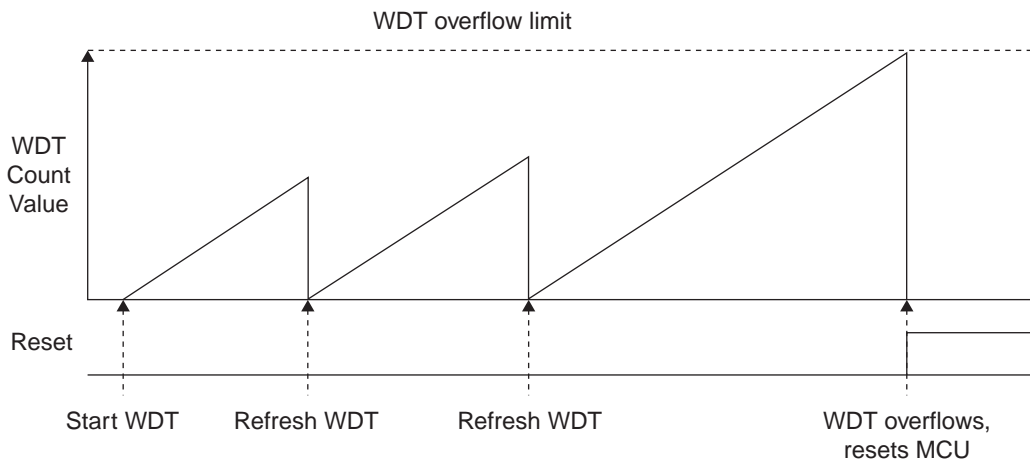 WDT overflow limit
WDT
Count
Value
Reset
Start WDT
Refresh WDT
Refresh WDT
WDT overflows,
resets MCU